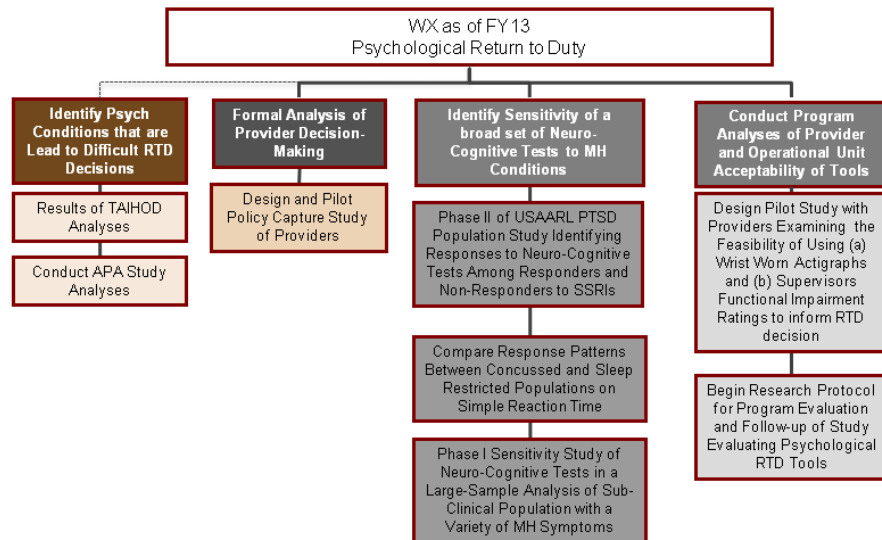 WX as of FY 13
Psychological Return to Duty
Identify Psych
Conditions that are
Lead to Difficult RTD
Decisions
Results of TAIHOD
Analyses
Conduct APA Study
Analyses
Formal Analysis of
Provider Decision-
Making
Design and Pilot
Policy Capture Study
of Providers
Identify Sensitivity of
a broad set of Neuro-
Cognitive Tests to MH
Conditions
Phase II of USAARL PTSD
Population Study Identifying
Responses to Neuro-Cognitive
Tests Among Responders and
Non-Responders to SSRIs
Compare Response Patterns
Between Concussed and Sleep
Restricted Populations on
Simple Reaction Time
Phase I Sensitivity Study of
Neuro-Cognitive Tests in a
Large-Sample Analysis of Sub-
Clinical Population with a
Variety of MH Symptoms
Conduct Program
Analyses of Provider
and Operational Unit
Acceptability of Tools
Design Pilot Study with
Providers Examining the
Feasibility of Using (a)
Wrist Worn Actigraphs
and (b) Supervisors
Functional Impairment
Ratings to inform RTD
decision
Begin Research Protocol
for Program Evaluation
and Follow-up of Study
Evaluating Psychological
RTD Tools